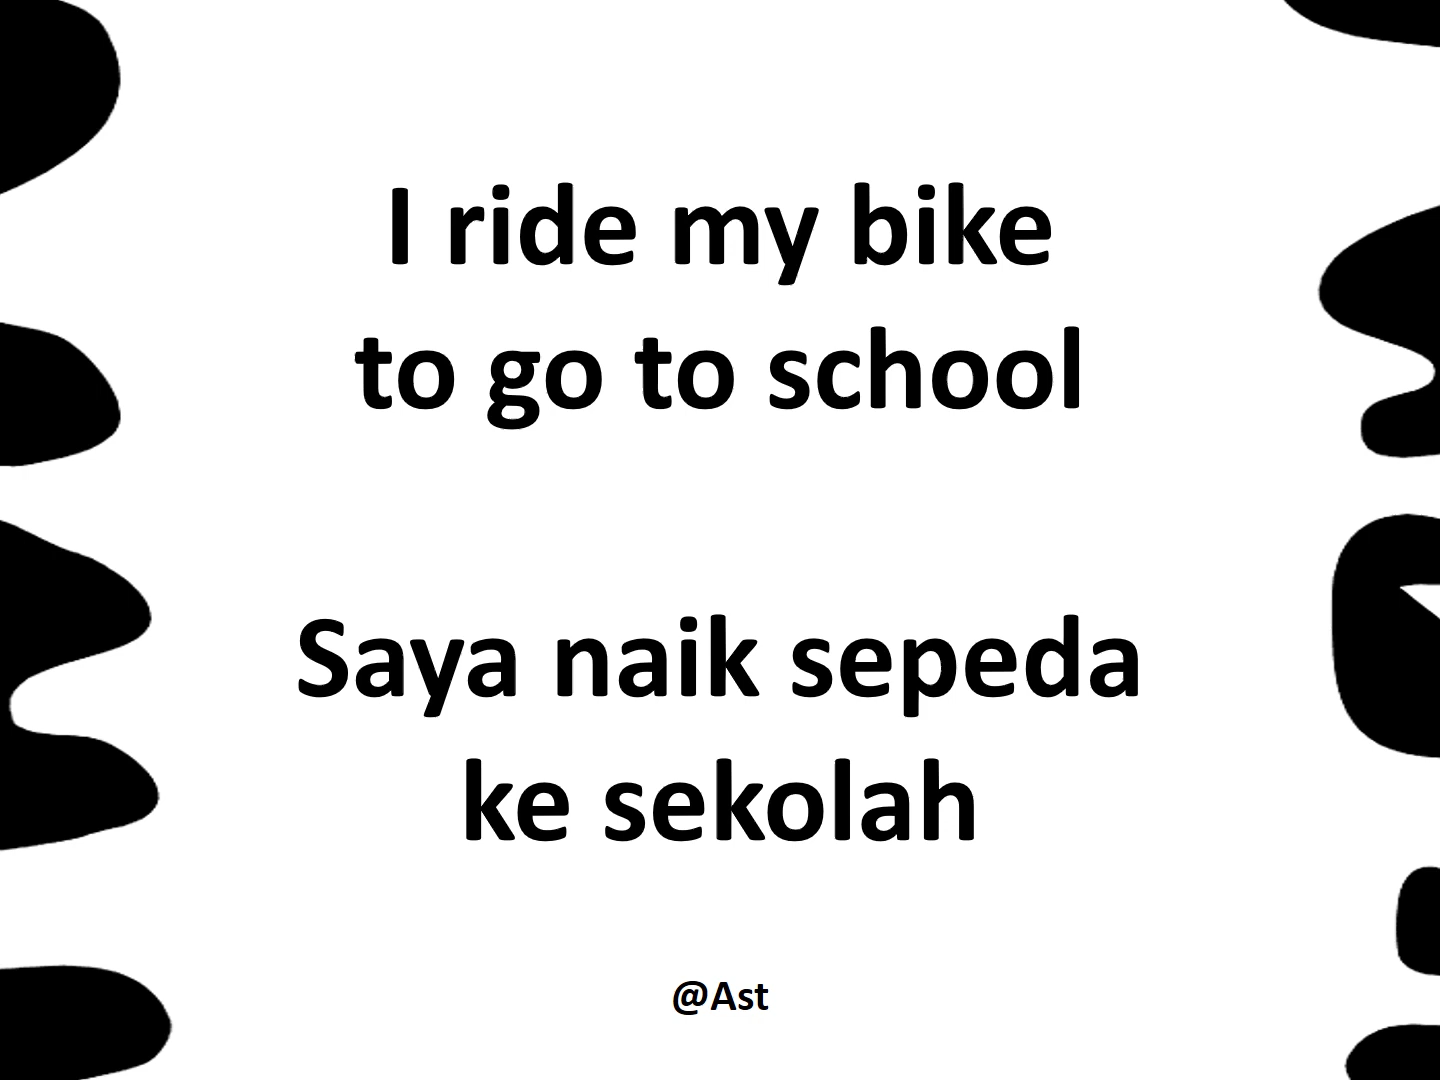 I ride my bike
to go to school
Saya naik sepeda
ke sekolah
@Ast